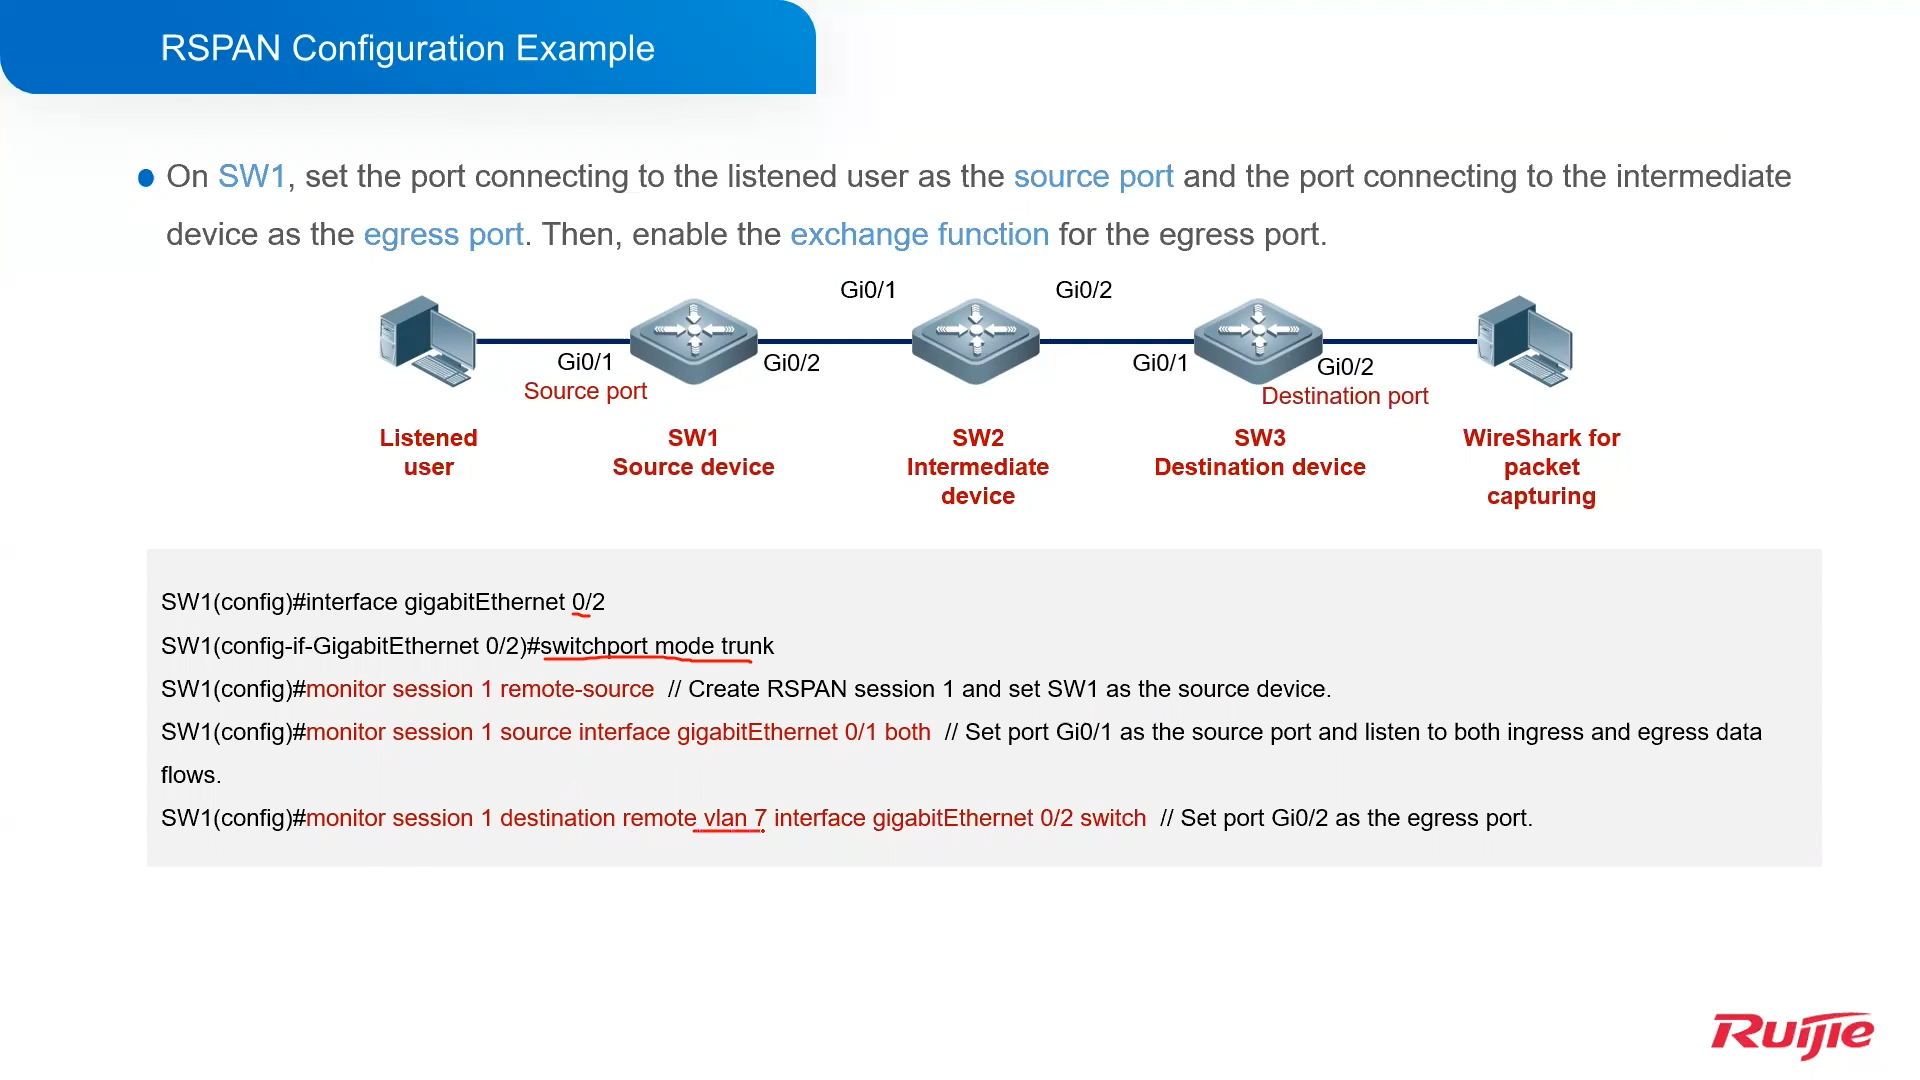 RSPAN Configuration Example
On SW1, set the port connecting to the listened user as the source port and the port connecting to the intermediate
device as the egress port. Then, enable the exchange function for the egress port.
Gi0/1
Gi0/2
Gi0/1
Gi0/2
Gi0/1
Gi0/2
Source port
Destination port
Listened
user
SW1
Source device
SW2
Intermediate
device
SW3
Destination device
WireShark for
packet
capturing
SW1(config)#interface gigabitEthernet 0/2
SW1(config-if-GigabitEthernet 0/2)#switchport mode trunk
SW1(config)#monitor session 1 remote-source // Create RSPAN session 1 and set SW1 as the source device.
SW1(config)#monitor session 1 source interface gigabitEthernet 0/1 both // Set port Gi0/1 as the source port and listen to both ingress and egress data
flows.
SW1(config)#monitor session 1 destination remote vlan 7 interface gigabitEthernet 0/2 switch // Set port Gi0/2 as the egress port.
Ruijie